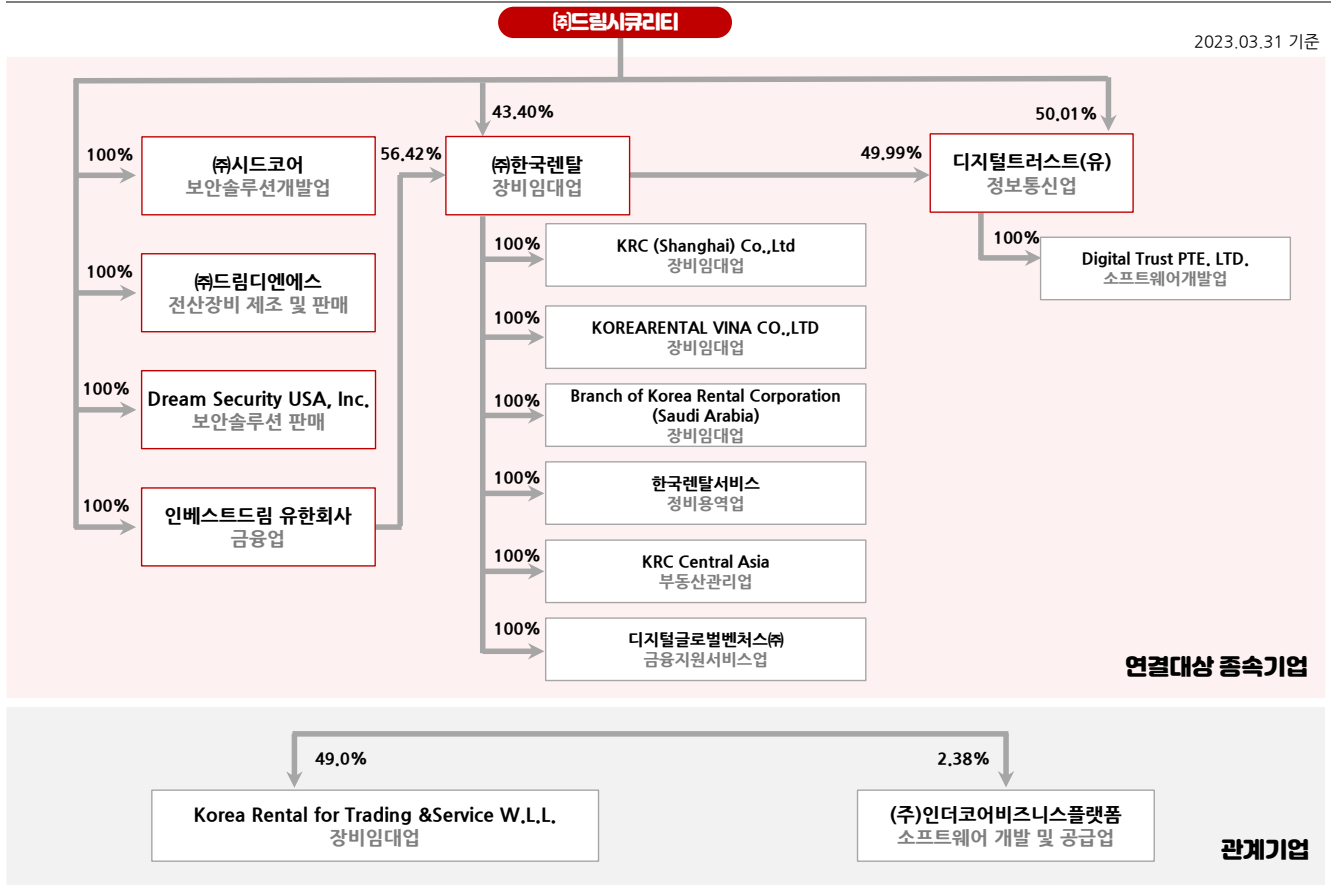 ㈜드림시큐리티
2023.03.31 기준
43.40%
50.01%
100%
㈜시드코어
보안솔루션개발업
56.42%
㈜한국렌탈
장비임대업
49.99%
디지털트러스트(유)
정보통신업
100%
KRC (Shanghai) Co.,Ltd
장비임대업
100%
Digital Trust PTE. LTD.
소프트웨어개발업
100%
㈜드림디엔에스
전산장비 제조 및 판매
100%
KOREARENTAL VINA CO.,LTD
장비임대업
100%
Dream Security USA, Inc.
보안솔루션 판매
100%
Branch of Korea Rental Corporation
(Saudi Arabia)
장비임대업
100%
한국렌탈서비스
정비용역업
100%
인베스트드림 유한회사
금융업
100%
KRC Central Asia
부동산관리업
100%
디지털글로벌벤처스㈜
금융지원서비스업
연결대상 종속기업
49.0%
2.38%
Korea Rental for Trading &Service W.L.L.
장비임대업
(주)인더코어비즈니스플랫폼
소프트웨어 개발 및 공급업
관계기업